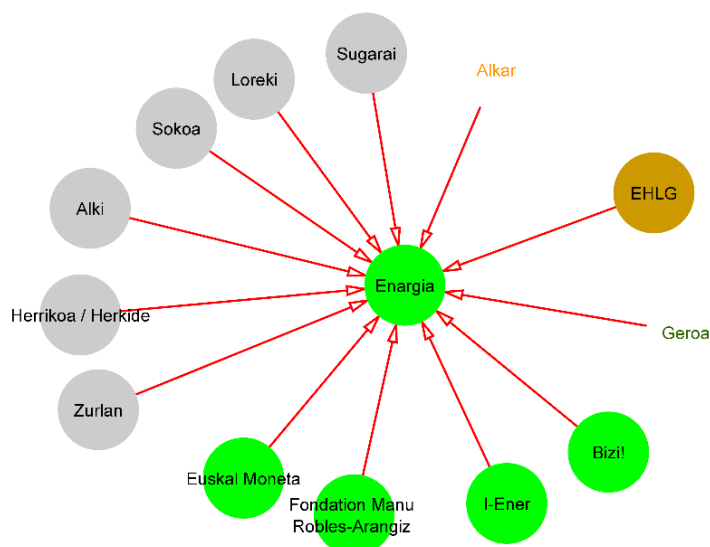 Sugarai
Alkar
Loreki
Sokoa
EHLG
Alki
Enargia
Herrikoa / Herkide
Geroa
Zurlan
Bizi!
Euskal Moneta
Fondation Manu
Robles-Arangiz
I-Ener